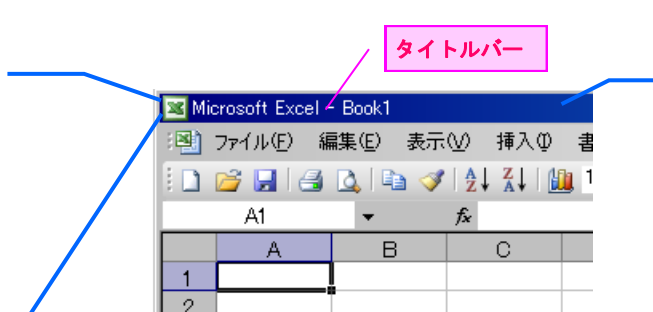 タイトルバー
Microsoft Excel - Book1
ファイル(F) 編集(E) 表示(V) 挿入(I) 書
1
A1 fx
A B C
1
2